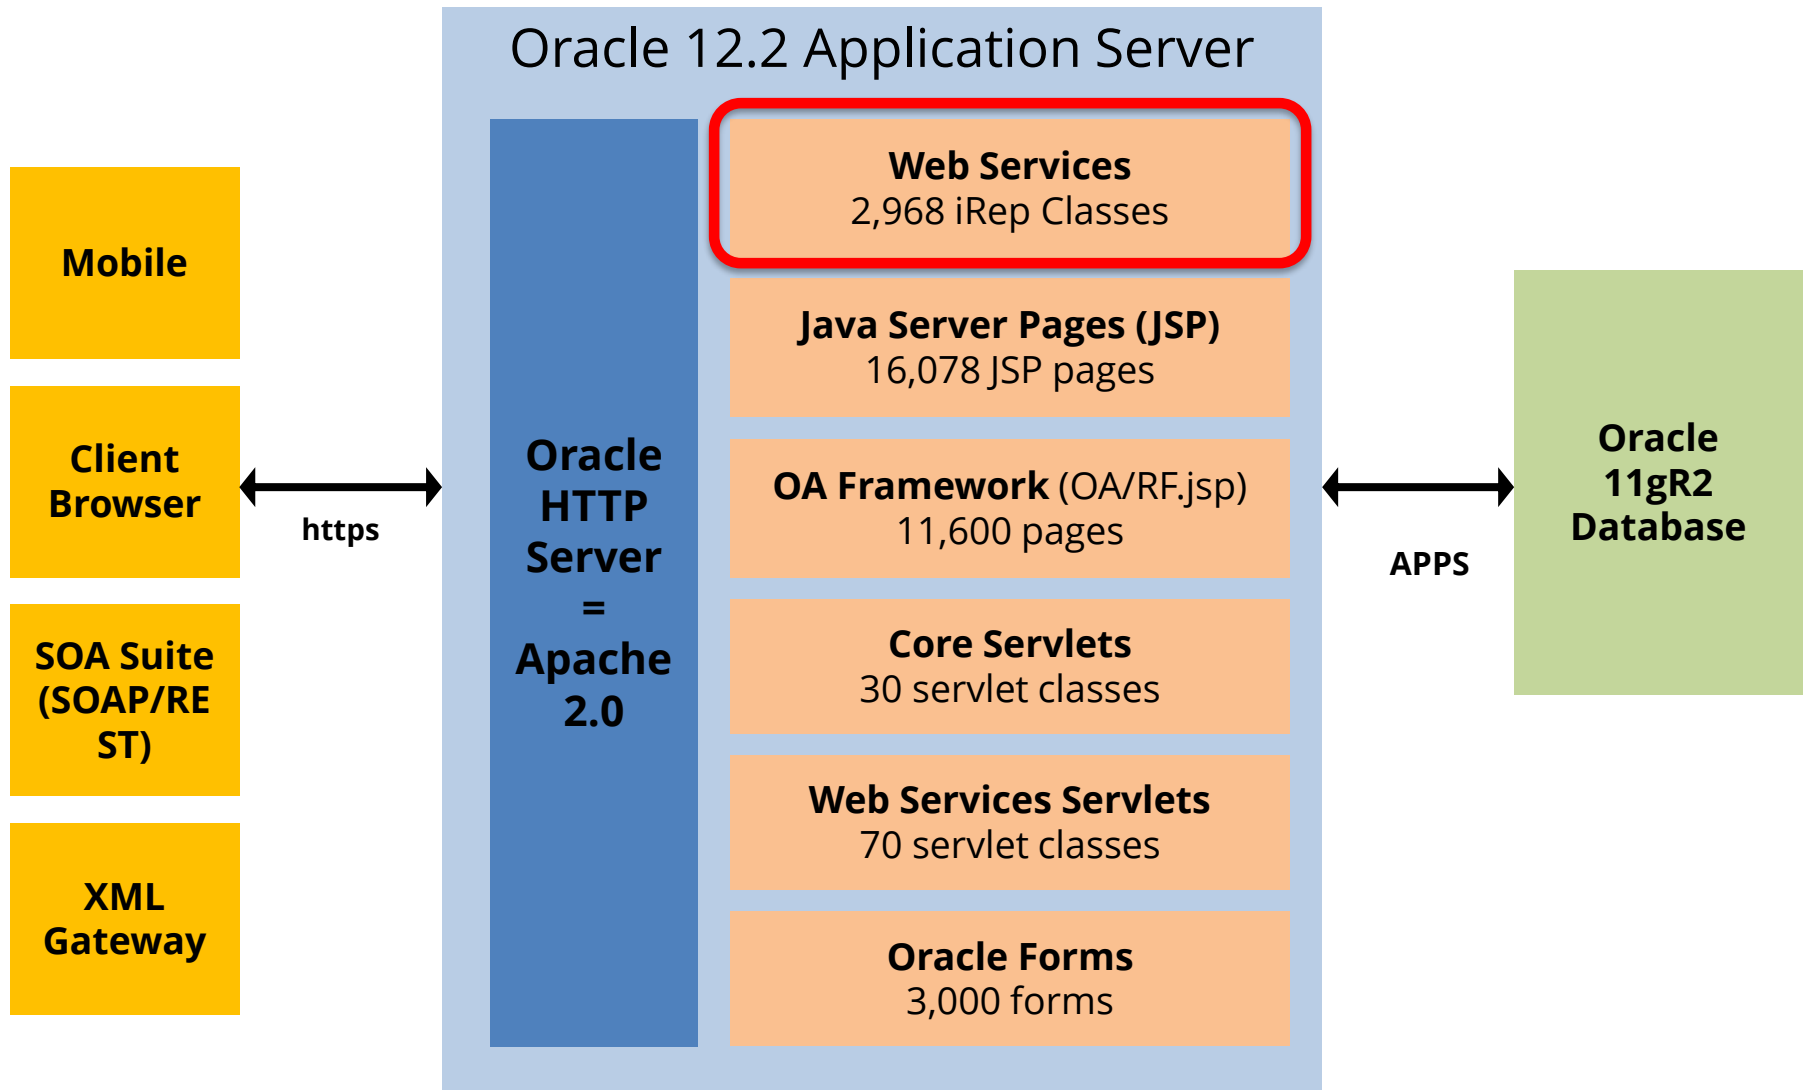 Oracle 12.2 Application Server
Mobile
Client
Browser
SOA Suite
(SOAP/RE
ST)
XML
Gateway
https
Oracle
HTTP
Server
=
Apache
2.0
Web Services
2,968 iRep Classes
Java Server Pages (JSP)
16,078 JSP pages
OA Framework (OA/RF.jsp)
11,600 pages
Core Servlets
30 servlet classes
Web Services Servlets
70 servlet classes
Oracle Forms
3,000 forms
APPS
Oracle
11gR2
Database